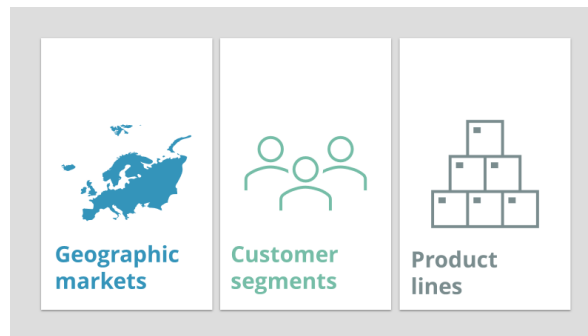 Geographic
markets
Customer
segments
Product
lines